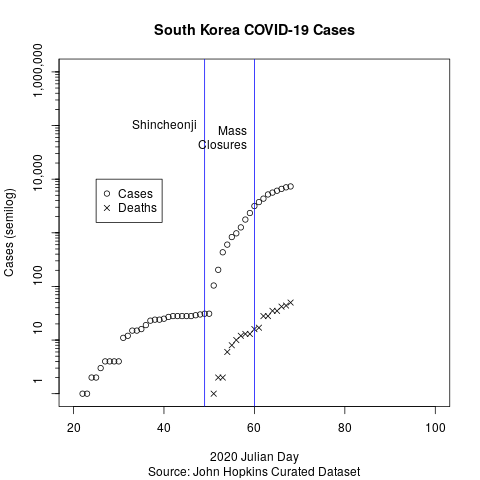 South Korea COVID-19 Cases
1,000,000
10,000
100
10
1
Cases (semilog)
Shincheonji
Mass
Closures
Cases
Deaths
20
40
60
80
100
2020 Julian Day
Source: John Hopkins Curated Dataset